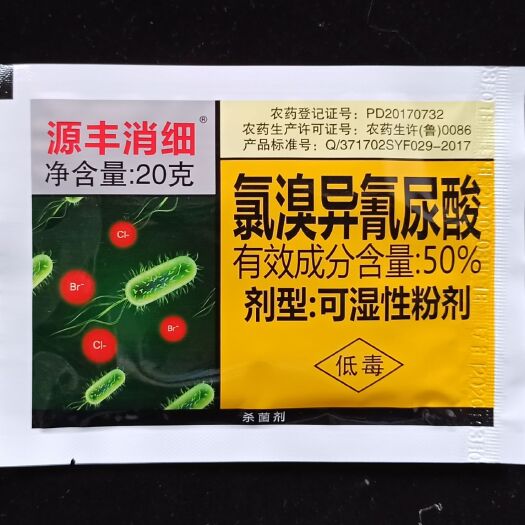 源丰消细®
净含量:20克
Cl-
Br-
Br-
Cl-
农药登记证号：PD20170732
农药生产许可证号：农药生许(鲁)0086
产品标准号：Q/371702SYF029-2017
氯溴异氰尿酸
有效成分含量:50%
剂型:可湿性粉剂
低毒
杀菌剂